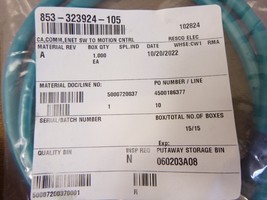 853-323924-105
102824
CA,COMM,ENET SW TO MOTION CNTRL RESCO ELEC
MATERIAL REV BOX QTY SPL.IND DATE WHSE:CW1 RMA
A 1.000 10/20/2022
EA
MATERIAL DOC/LINE NO: PO NUMBER / LINE
5000720037 4500186377
1 10
SERIAL/BATCH NUMBER BOX/TOTAL NO.OF BOXES
15/15
Exp:
QUALITY BIN INSP REQ PUTAWAY STORAGE BIN
N 060203A08
50007200370001 R